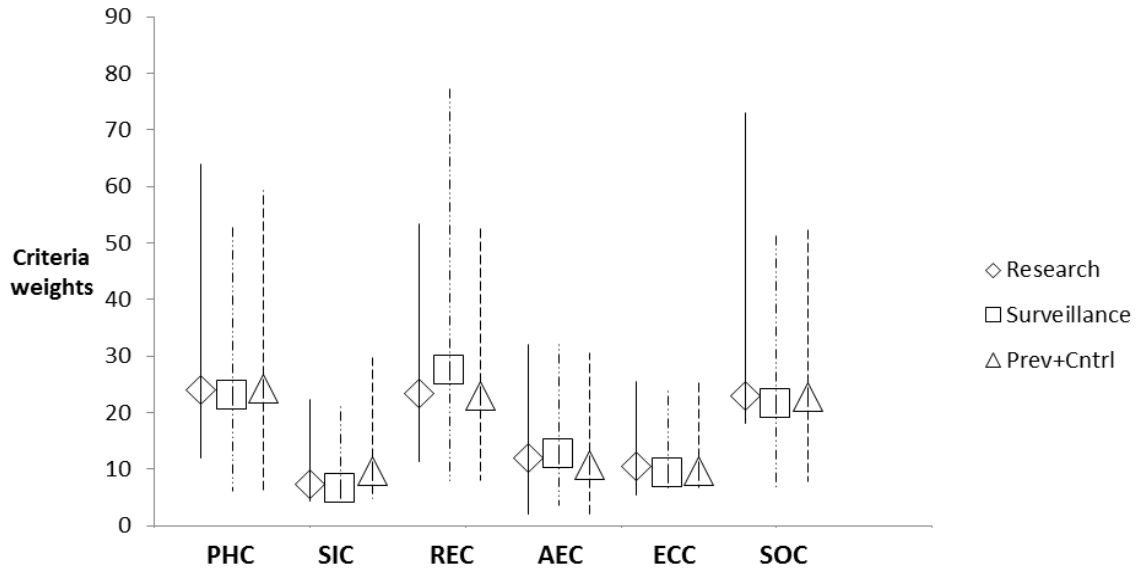 90
80
70
60
50
40
30
20
10
0
Criteria
weights
PHC SIC REC AEC ECC SOC
Research
Surveillance
Prev+Cntrl